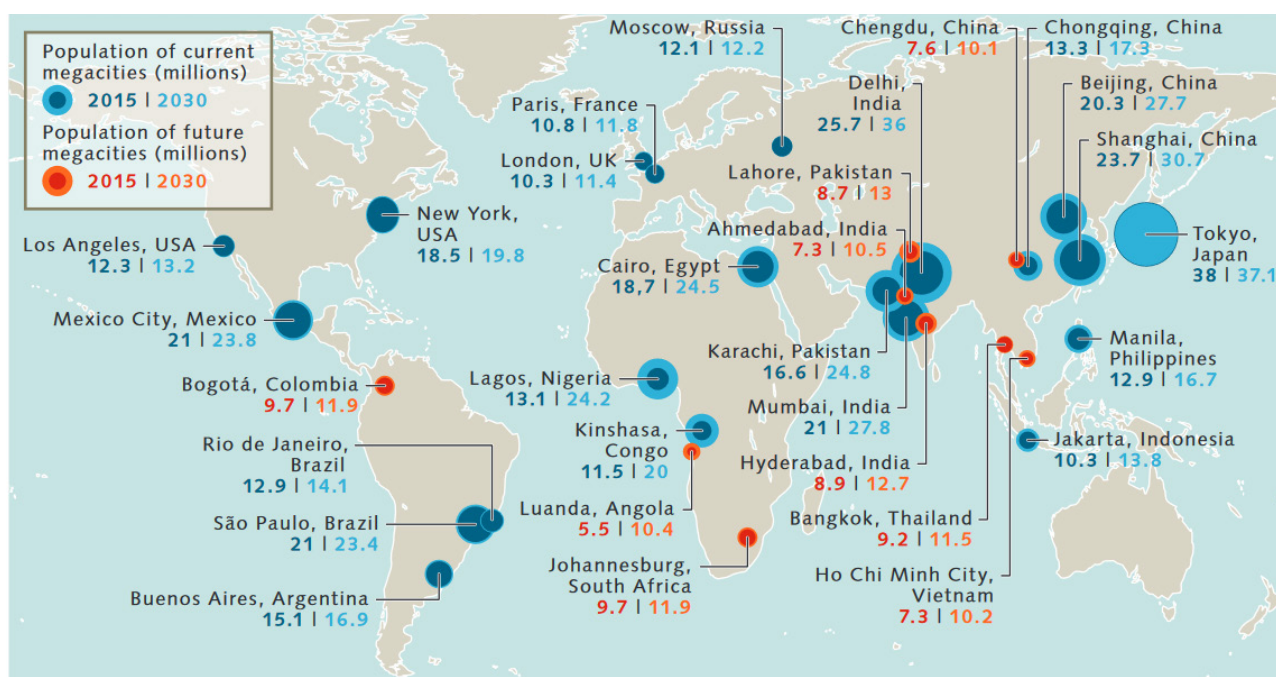 Population of current
megacities (millions)
2015 | 2030
Population of future
megacities (millions)
2015 | 2030
Moscow, Russia
12.1 | 12.2
Chengdu, China
7.6 | 10.1
Chongqing, China
13.3 | 17.3
Paris, France
10.8 | 11.8
Delhi,
India
25.7 | 36
Beijing, China
20.3 | 27.7
London, UK
10.3 | 11.4
Shanghai, China
23.7 | 30.7
Lahore, Pakistan
8.7 | 13
New York,
USA
18.5 | 19.8
Los Angeles, USA
12.3 | 13.2
Ahmedabad, India
7.3 | 10.5
Tokyo,
Japan
38 | 37.1
Cairo, Egypt
18,7 | 24.5
Mexico City, Mexico
21 | 23.8
Manila,
Philippines
12.9 | 16.7
Karachi, Pakistan
16.6 | 24.8
Bogotá, Colombia
9.7 | 11.9
Lagos, Nigeria
13.1 | 24.2
Mumbai, India
21 | 27.8
Rio de Janeiro,
Brazil
12.9 | 14.1
Kinshasa,
Congo
11.5 | 20
Jakarta, Indonesia
10.3 | 13.8
Hyderabad, India
8.9 | 12.7
Luanda, Angola
5.5 | 10.4
São Paulo, Brazil
21 | 23.4
Bangkok, Thailand
9.2 | 11.5
Johannesburg,
South Africa
9.7 | 11.9
Ho Chi Minh City,
Vietnam
7.3 | 10.2
Buenos Aires, Argentina
15.1 | 16.9